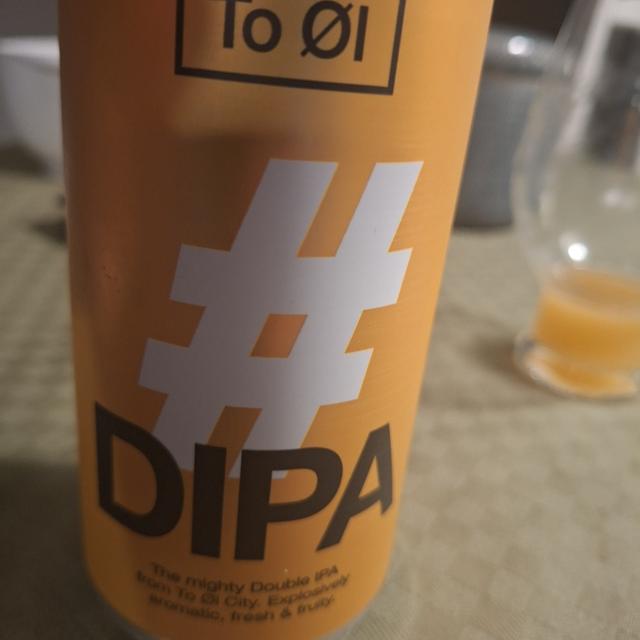 To Øl
#
DIPA
The mighty Double IPA
from To Øl City. Explosively
aromatic, fresh & fruity.